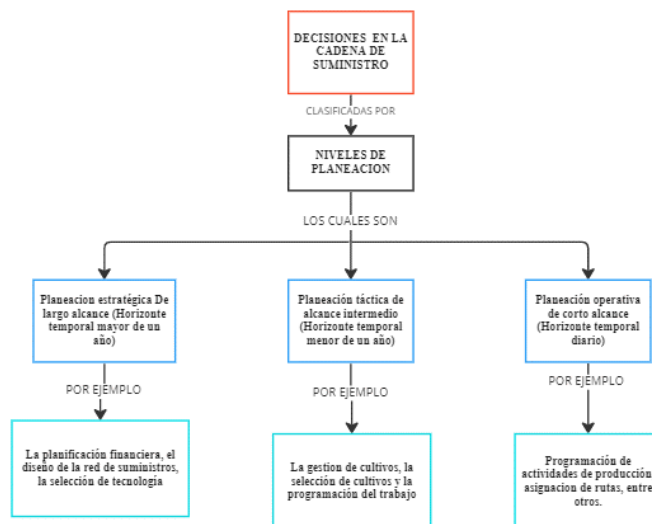 DECISIONES EN LA
CADENA DE
SUMINISTRO
CLASIFICADAS POR
NIVELES DE
PLANEACION
LOS CUALES SON
Planeacion estratégica De
largo alcance (Horizonte
temporal mayor de un
año)
Planeación táctica de
alcance intermedio (Horizonte
temporal menor de un año)
Planeación operativa
de corto alcance
(Horizonte temporal
diario)
POR EJEMPLO
POR EJEMPLO
POR EJEMPLO
La planificación financiera, el
diseño de la red de suministros,
la selección de tecnología
La gestion de cultivos, la
selección de cultivos y la
programación del trabajo
Programación de
actividades de producción,
asignacion de rutas, entre
otros.